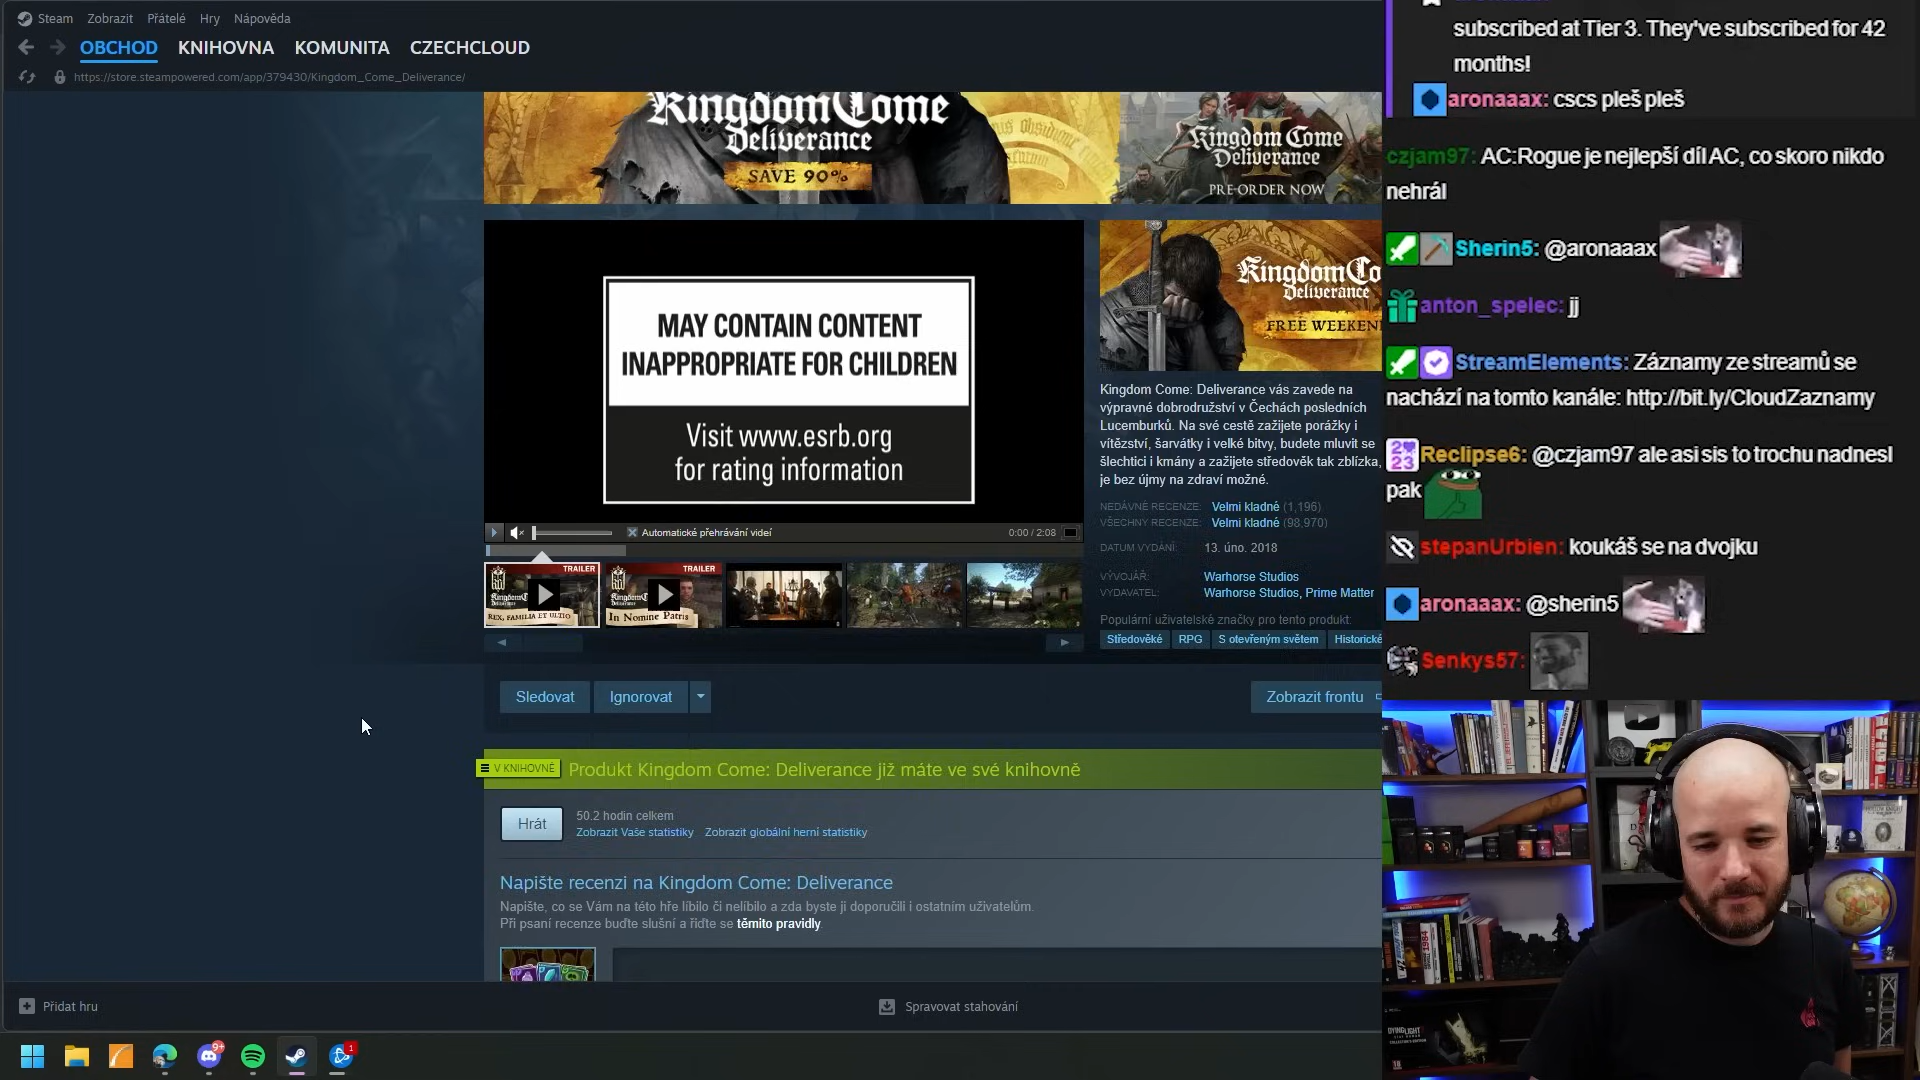 Steam Zobrazit Přátelé Hry Nápověda
OBCHOD KNIHOVNA KOMUNITA CZECHCLOUD
https://store.steampowered.com/app/379430/Kingdom_Come_Deliverance/
Kingdom Come
Deliverance
SAVE 90%
Kingdom Come
II
Deliverance
PRE-ORDER NOW
MAY CONTAIN CONTENT
INAPPROPRIATE FOR CHILDREN
Visit www.esrb.org
for rating information
Automatické přehrávání videí
0:00 / 2:08
TRAILER
REX, FAMILIA ET ULTIO
TRAILER
In Nomine Patris
Kingdom Co
Deliverance
FREE WEEKEN
Kingdom Come: Deliverance vás zavede na
výpravné dobrodružství v Čechách posledních
Lucemburků. Na své cestě zažijete porážky i
vítězství, šarvátky i velké bitvy, budete mluvit se
šlechtici i kmány a zažijete středověk tak zblízka,
je bez újmy na zdraví možné.
NEDÁVNÉ RECENZE: Velmi kladné (1,196)
VŠECHNY RECENZE: Velmi kladné (98,970)
DATUM VYDÁNÍ: 13. úno. 2018
VÝVOJÁŘ: Warhorse Studios
VYDAVATEL: Warhorse Studios, Prime Matter
Populární uživatelské značky pro tento produkt:
Středověké RPG S otevřeným světem Historické
Sledovat Ignorovat Zobrazit frontu
V KNIHOVNĚ Produkt Kingdom Come: Deliverance již máte ve své knihovně
Hrát
50.2 hodin celkem
Zobrazit Vaše statistiky Zobrazit globální herní statistiky
Napište recenzi na Kingdom Come: Deliverance
Napište, co se Vám na této hře líbilo či nelíbilo a zda byste ji doporučili i ostatním uživatelům.
Při psaní recenze buďte slušní a řiďte se těmito pravidly.
Přidat hru
Spravovat stahování
9+
1
subscribed at Tier 3. They've subscribed for 42
months!
aronaaax: cscs pleš pleš
czjam97: AC:Rogue je nejlepší díl AC, co skoro nikdo
nehrál
Sherin5: @aronaaax
anton_spelec: jj
StreamElements: Záznamy ze streamů se
nachází na tomto kanále: http://bit.ly/CloudZaznamy
Reclipse6: @czjam97 ale asi sis to trochu nadnesl
pak
stepanUrbien: koukáš se na dvojku
aronaaax: @sherin5
Senkys57:
1984
DYING LIGHT 2